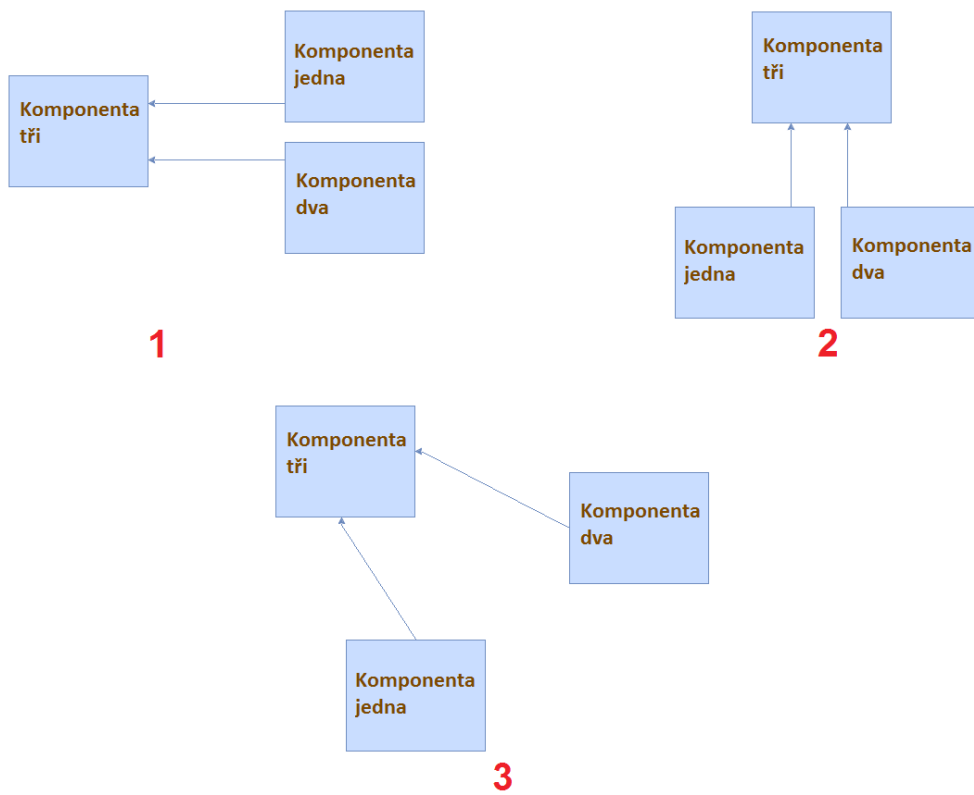 Komponenta
jedna
Komponenta
tři
Komponenta
dva
1
Komponenta
tři
Komponenta
jedna
Komponenta
dva
2
Komponenta
tři
Komponenta
dva
Komponenta
jedna
3